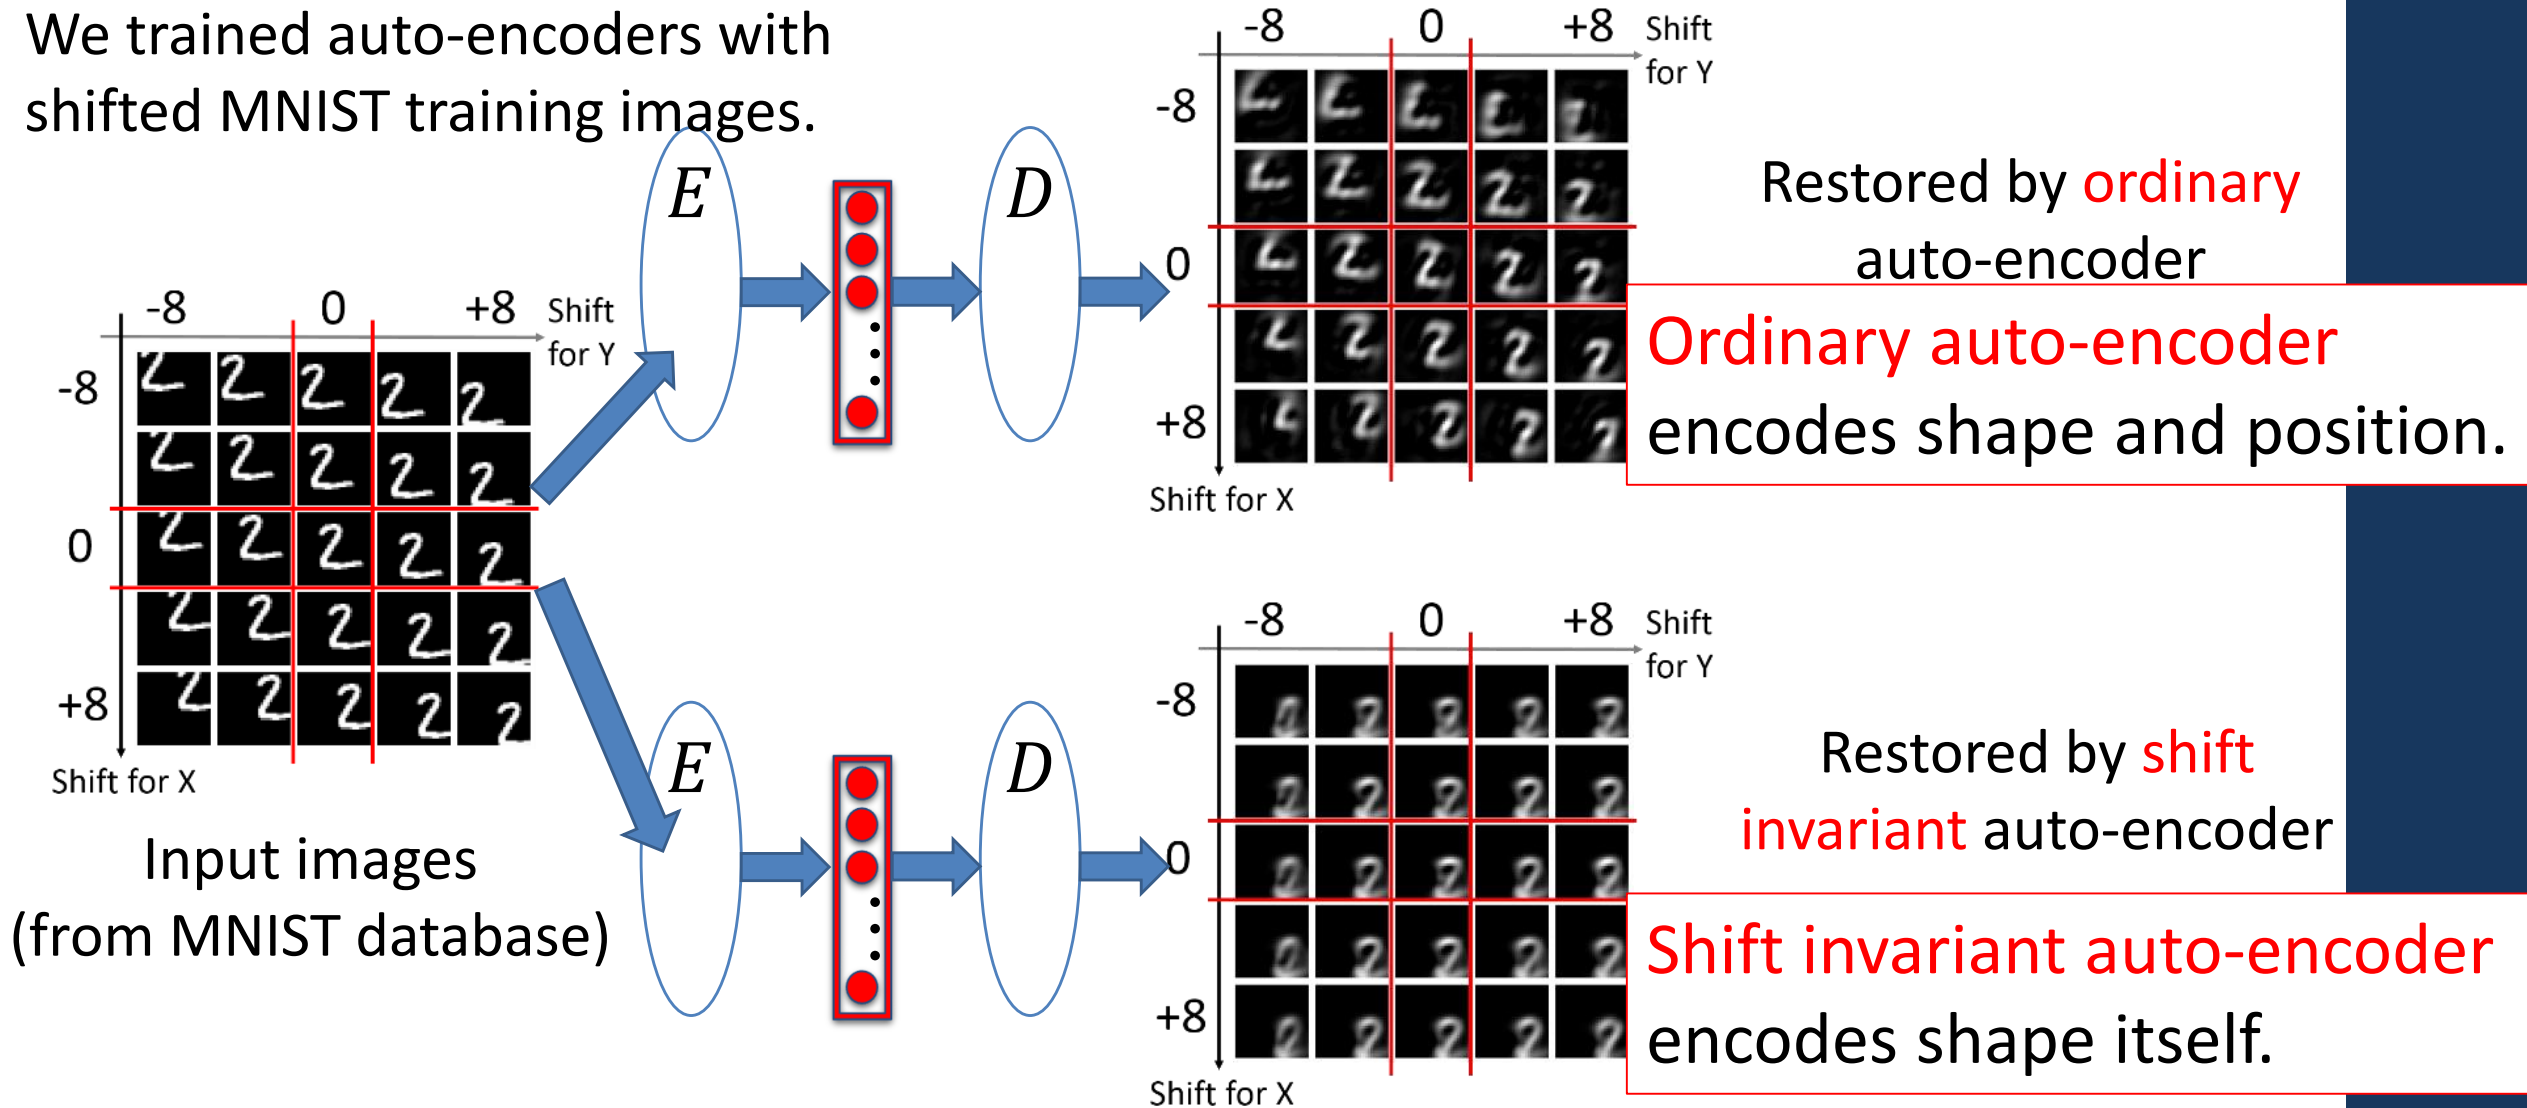 We trained auto-encoders with
shifted MNIST training images.
-8 0 +8 Shift
for Y
-8
0
+8
Shift for X
Input images
(from MNIST database)
E
D
E
D
-8 0 +8 Shift
for Y
-8
0
+8
Shift for X
Restored by ordinary
auto-encoder
Ordinary auto-encoder
encodes shape and position.
-8 0 +8 Shift
for Y
-8
0
+8
Shift for X
Restored by shift
invariant auto-encoder
Shift invariant auto-encoder
encodes shape itself.